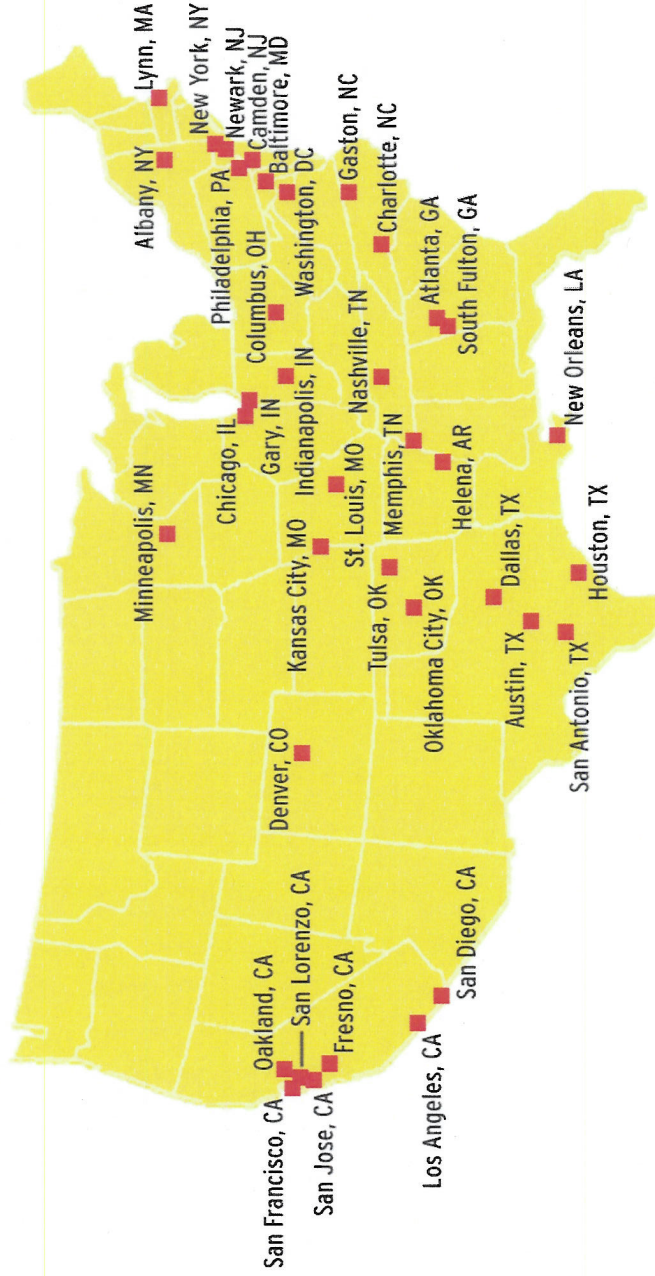 Lynn, MA
Albany, NY
New York, NY
Newark, NJ
Camden, NJ
Baltimore, MD
Philadelphia, PA
Washington, DC
Columbus, OH
Gaston, NC
Charlotte, NC
Atlanta, GA
South Fulton, GA
Nashville, TN
Indianapolis, IN
Gary, IN
Chicago, IL
Minneapolis, MN
St. Louis, MO
Kansas City, MO
Memphis, TN
Helena, AR
New Orleans, LA
Tulsa, OK
Oklahoma City, OK
Dallas, TX
Houston, TX
Austin, TX
San Antonio, TX
Denver, CO
Oakland, CA
San Lorenzo, CA
San Francisco, CA
San Jose, CA
Fresno, CA
Los Angeles, CA
San Diego, CA